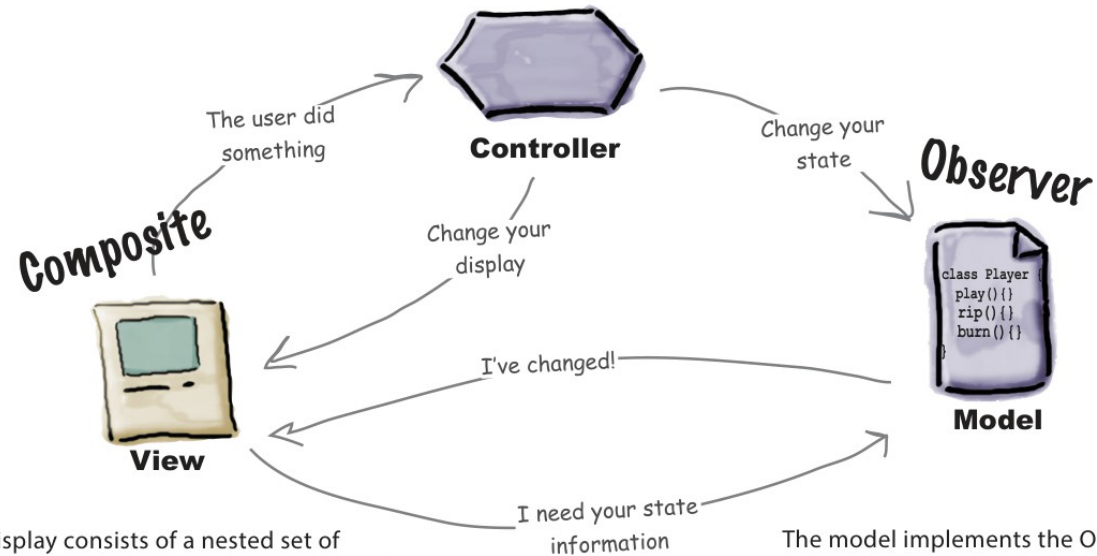 The user did
something
Controller
Change your
state
Observer
Composite
Change your
display
class Player {
play(){}
rip(){}
burn(){}
}
I've changed!
Model
View
I need your state
information
isplay consists of a nested set of
The model implements the O